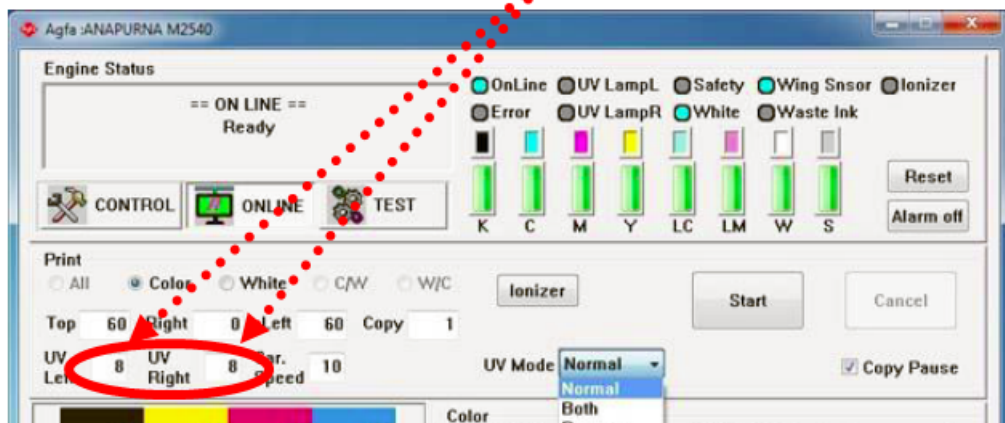 Agfa :ANAPURNA M2540
Engine Status
== ON LINE ==
Ready
OnLine UV LampL Safety Wing Snsor Ionizer
Error UV LampR White Waste Ink
Reset
CONTROL ONLINE TEST
Alarm off
K C M Y LC LM W S
Print
All Color White C/W W/C
Ionizer
Start Cancel
Top 60 Right 0 Left 60 Copy 1
UV Left 8 UV Right 8 Speed 10
UV Mode Normal
Copy Pause
Normal
Both
Color